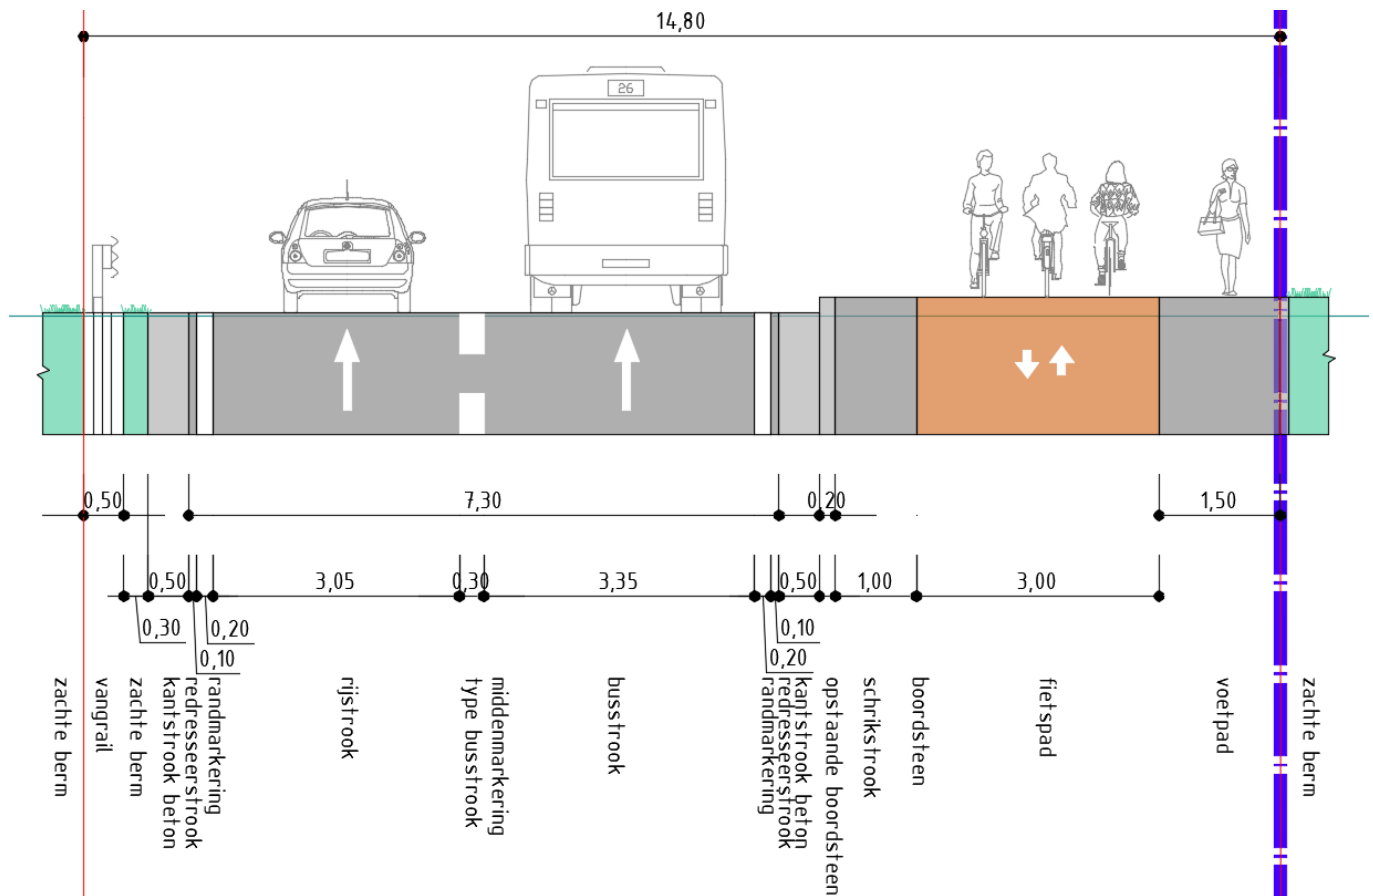 14,80
26
0,50
7,30
0,20
1,50
0,50
3,05
0,30
3,35
0,50
1,00
3,00
0,30
0,20
0,10
0,10
0,20
zachte berm
vangrail
zachte berm
kantstrook beton
redresseerstrook
randmarkering
rijstrook
type busstrook
middenmarkering
busstrook
randmarkering
redresseerstrook
kantstrook beton
opstaande boordsteen
schrikstrook
boordsteen
fietspad
voetpad
zachte berm